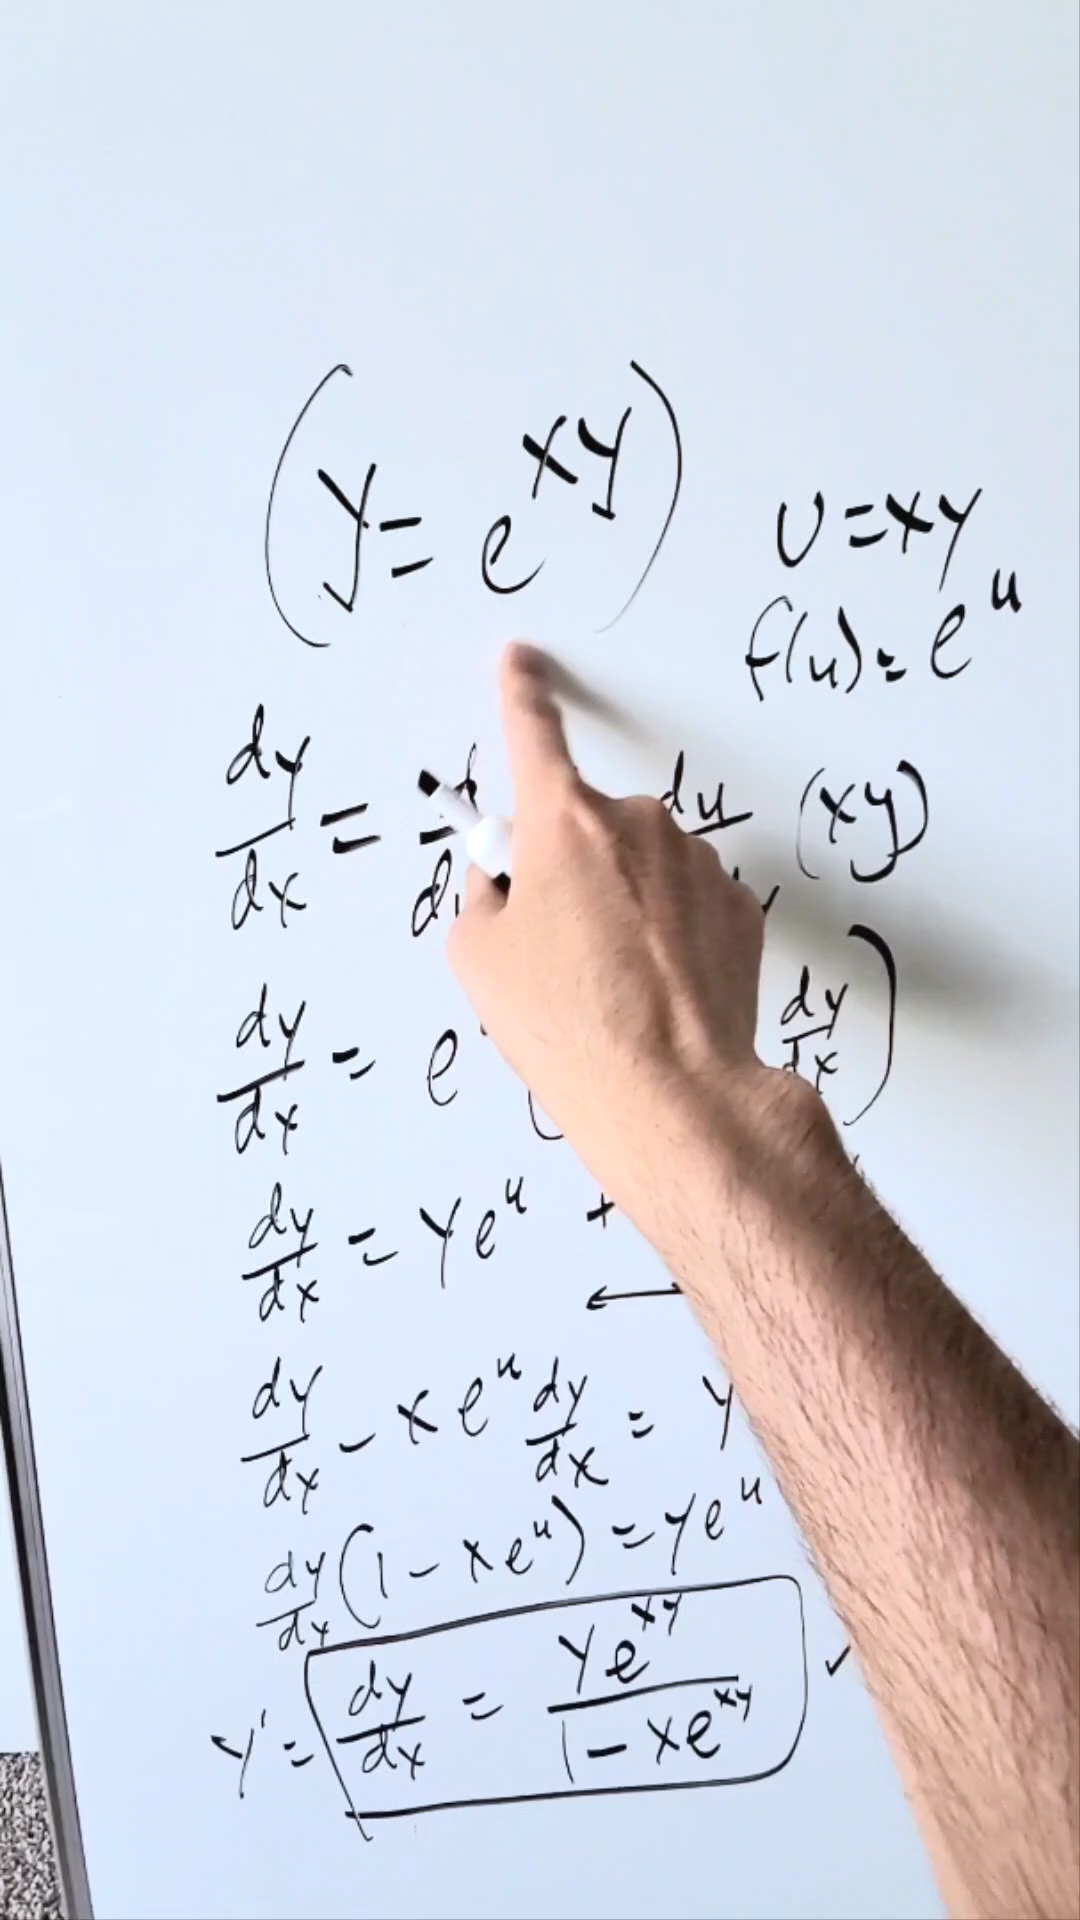 (y = e^xy)
u = xy
f(u) = e^u
dy/dx = du (xy)
dy/dx = e dy/dx )
dy/dx = ye^u +
←
dy/dx - xe^u dy/dx = y
dy/dx (1 - xe^u) = ye^u
y' = dy/dx = ye^xy / 1 - xe^xy